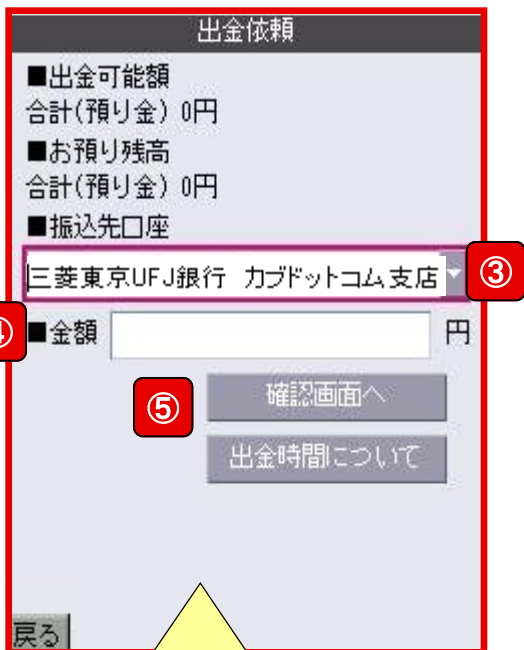 出金依頼
■出金可能額
合計(預り金) 0円
■お預り残高
合計(預り金) 0円
■振込先口座
三菱東京UFJ銀行 カブドットコム支店 ③
④ ■金額 円
⑤ 確認画面へ
出金時間について
戻る